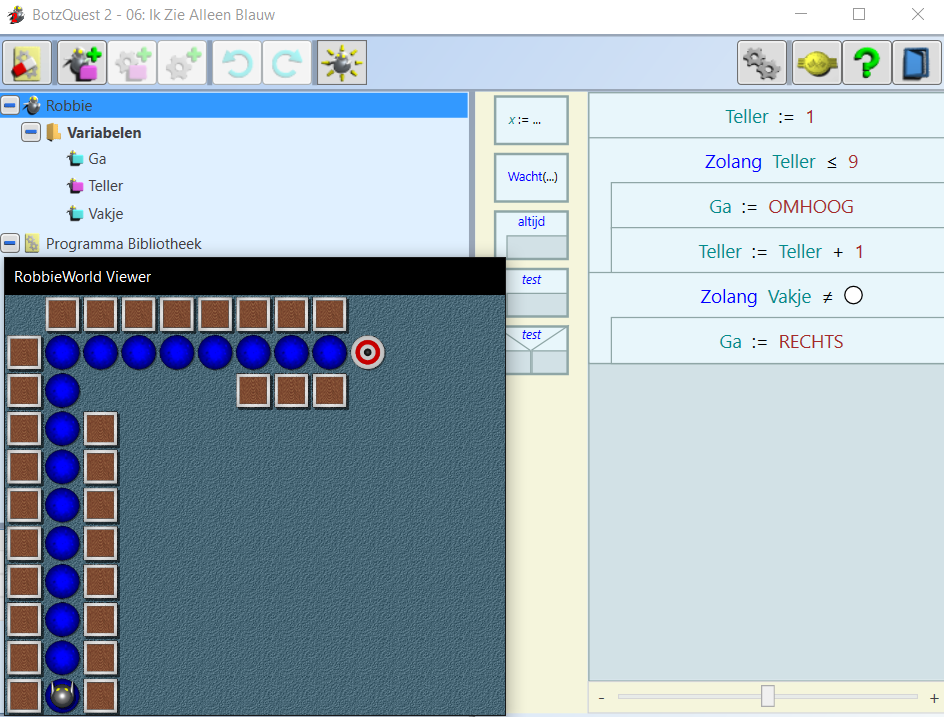 BotzQuest 2 - 06: Ik Zie Alleen Blauw
Robbie
Variabelen
Ga
Teller
Vakje
Programma Bibliotheek
RobbieWorld Viewer
x := ...
Wacht(...)
altijd
test
test
Teller := 1
Zolang Teller ≤ 9
Ga := OMHOOG
Teller := Teller + 1
Zolang Vakje ≠
Ga := RECHTS
- +